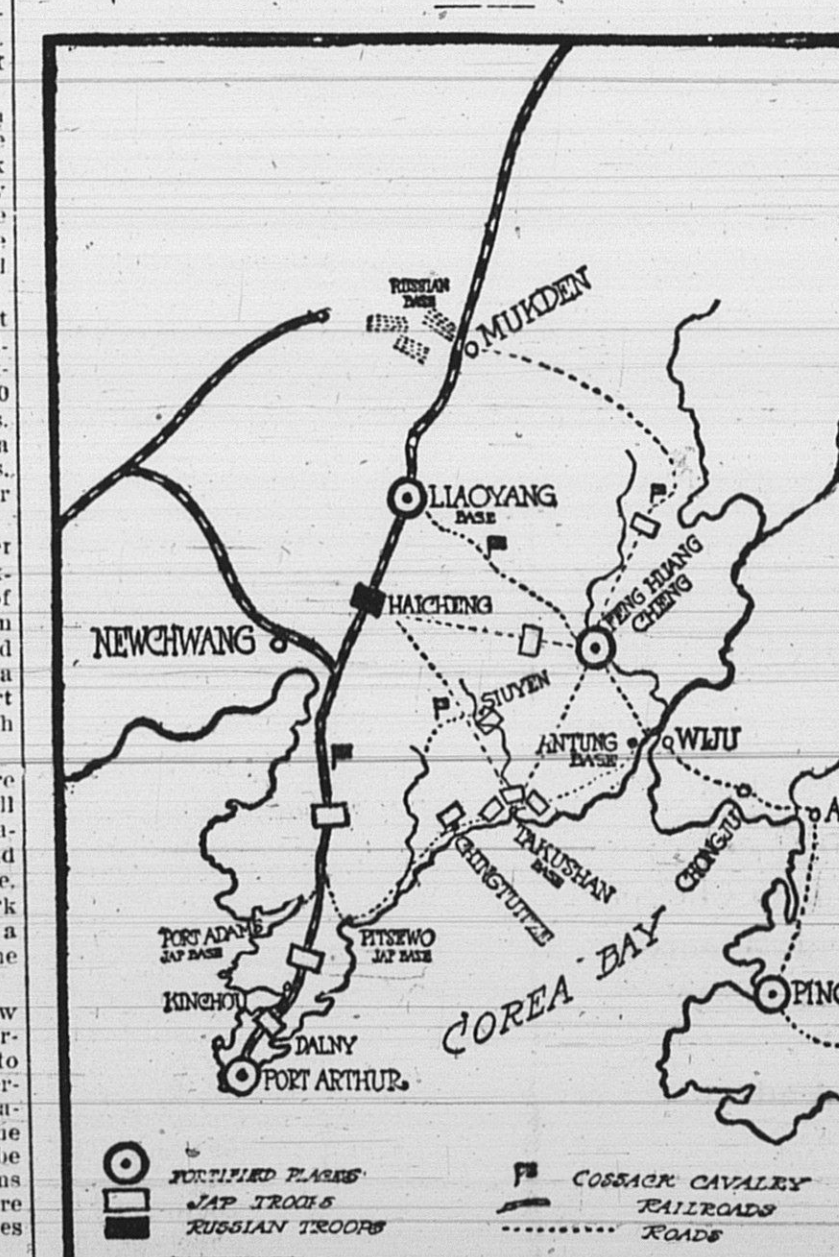 RUSSIAN
BASE
MUKDEN
LIAOYANG
BASE
HAICHENG
FENG HUANG
CHENG
NEWCHWANG
SIUYEN
ANTUNG
BASE
WIJU
A
CHONGJU
TAKUSHAN
BASE
CHINGTUITZE
PORT ADAMS
JAP BASE
PITSEWO
JAP BASE
COREA BAY
KINCHOU
PING
DALNY
PORT ARTHUR.
FORTIFIED PLACES
JAP TROOPS
RUSSIAN TROOPS
COSSACK CAVALRY
RAILROADS
ROADS